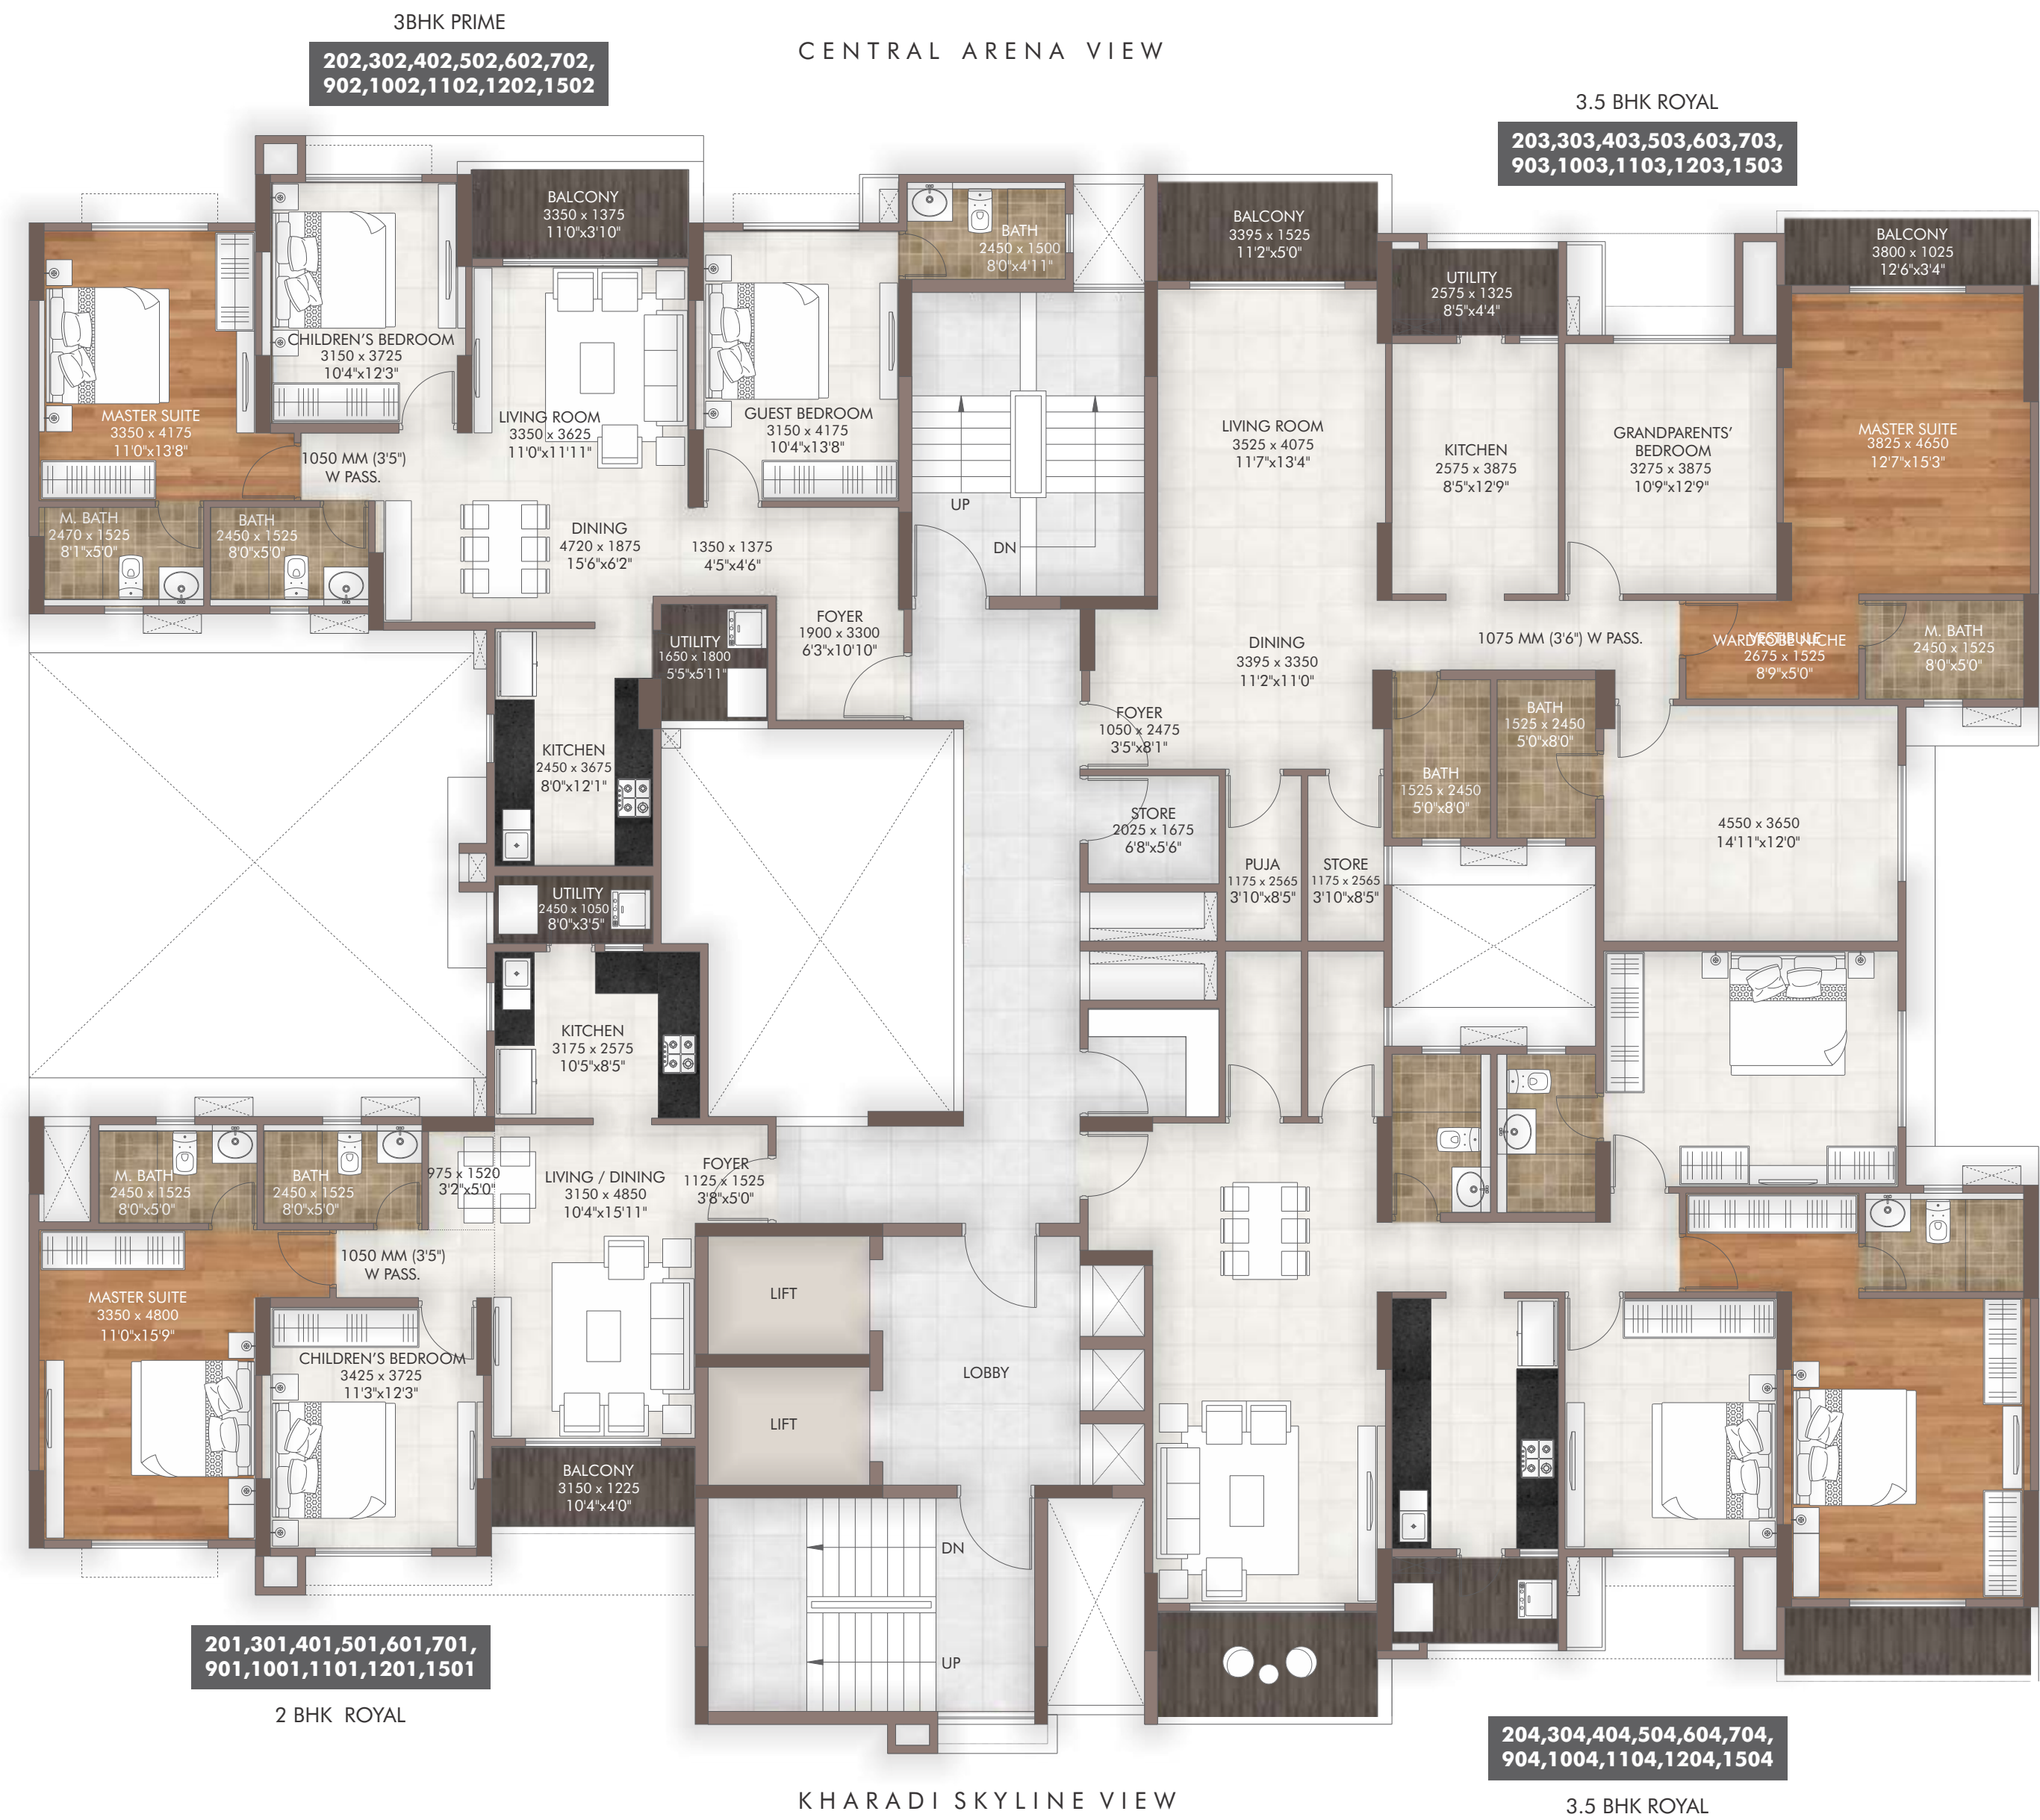 3BHK PRIME
202,302,402,502,602,702,
902,1002,1102,1202,1502
CENTRAL ARENA VIEW
3.5 BHK ROYAL
203,303,403,503,603,703,
903,1003,1103,1203,1503
BALCONY
3350 x 1375
11'0"x3'10"
BATH
2450 x 1500
8'0"x4'11"
BALCONY
3395 x 1525
11'2"x5'0"
UTILITY
2575 x 1325
8'5"x4'4"
BALCONY
3800 x 1025
12'6"x3'4"
CHILDREN'S BEDROOM
3150 x 3725
10'4"x12'3"
MASTER SUITE
3350 x 4175
11'0"x13'8"
LIVING ROOM
3350 x 3625
11'0"x11'11"
GUEST BEDROOM
3150 x 4175
10'4"x13'8"
LIVING ROOM
3525 x 4075
11'7"x13'4"
KITCHEN
2575 x 3875
8'5"x12'9"
GRANDPARENTS'
BEDROOM
3275 x 3875
10'9"x12'9"
MASTER SUITE
3825 x 4650
12'7"x15'3"
1050 MM (3'5")
W PASS.
UP
DN
M. BATH
2470 x 1525
8'1"x5'0"
BATH
2450 x 1525
8'0"x5'0"
DINING
4720 x 1875
15'6"x6'2"
1350 x 1375
4'5"x4'6"
FOYER
1900 x 3300
6'3"x10'10"
UTILITY
1650 x 1800
5'5"x5'11"
DINING
3395 x 3350
11'2"x11'0"
1075 MM (3'6") W PASS.
WARDROBE NICHE
VESTIBULE
2675 x 1525
8'9"x5'0"
M. BATH
2450 x 1525
8'0"x5'0"
FOYER
1050 x 2475
3'5"x8'1"
BATH
1525 x 2450
5'0"x8'0"
BATH
1525 x 2450
5'0"x8'0"
KITCHEN
2450 x 3675
8'0"x12'1"
STORE
2025 x 1675
6'8"x5'6"
PUJA
1175 x 2565
3'10"x8'5"
STORE
1175 x 2565
3'10"x8'5"
4550 x 3650
14'11"x12'0"
UTILITY
2450 x 1050
8'0"x3'5"
KITCHEN
3175 x 2575
10'5"x8'5"
M. BATH
2450 x 1525
8'0"x5'0"
BATH
2450 x 1525
8'0"x5'0"
975 x 1520
3'2"x5'0"
LIVING / DINING
3150 x 4850
10'4"x15'11"
FOYER
1125 x 1525
3'8"x5'0"
1050 MM (3'5")
W PASS.
MASTER SUITE
3350 x 4800
11'0"x15'9"
LIFT
CHILDREN'S BEDROOM
3425 x 3725
11'3"x12'3"
LOBBY
LIFT
BALCONY
3150 x 1225
10'4"x4'0"
DN
UP
201,301,401,501,601,701,
901,1001,1101,1201,1501
2 BHK ROYAL
204,304,404,504,604,704,
904,1004,1104,1204,1504
KHARADI SKYLINE VIEW
3.5 BHK ROYAL